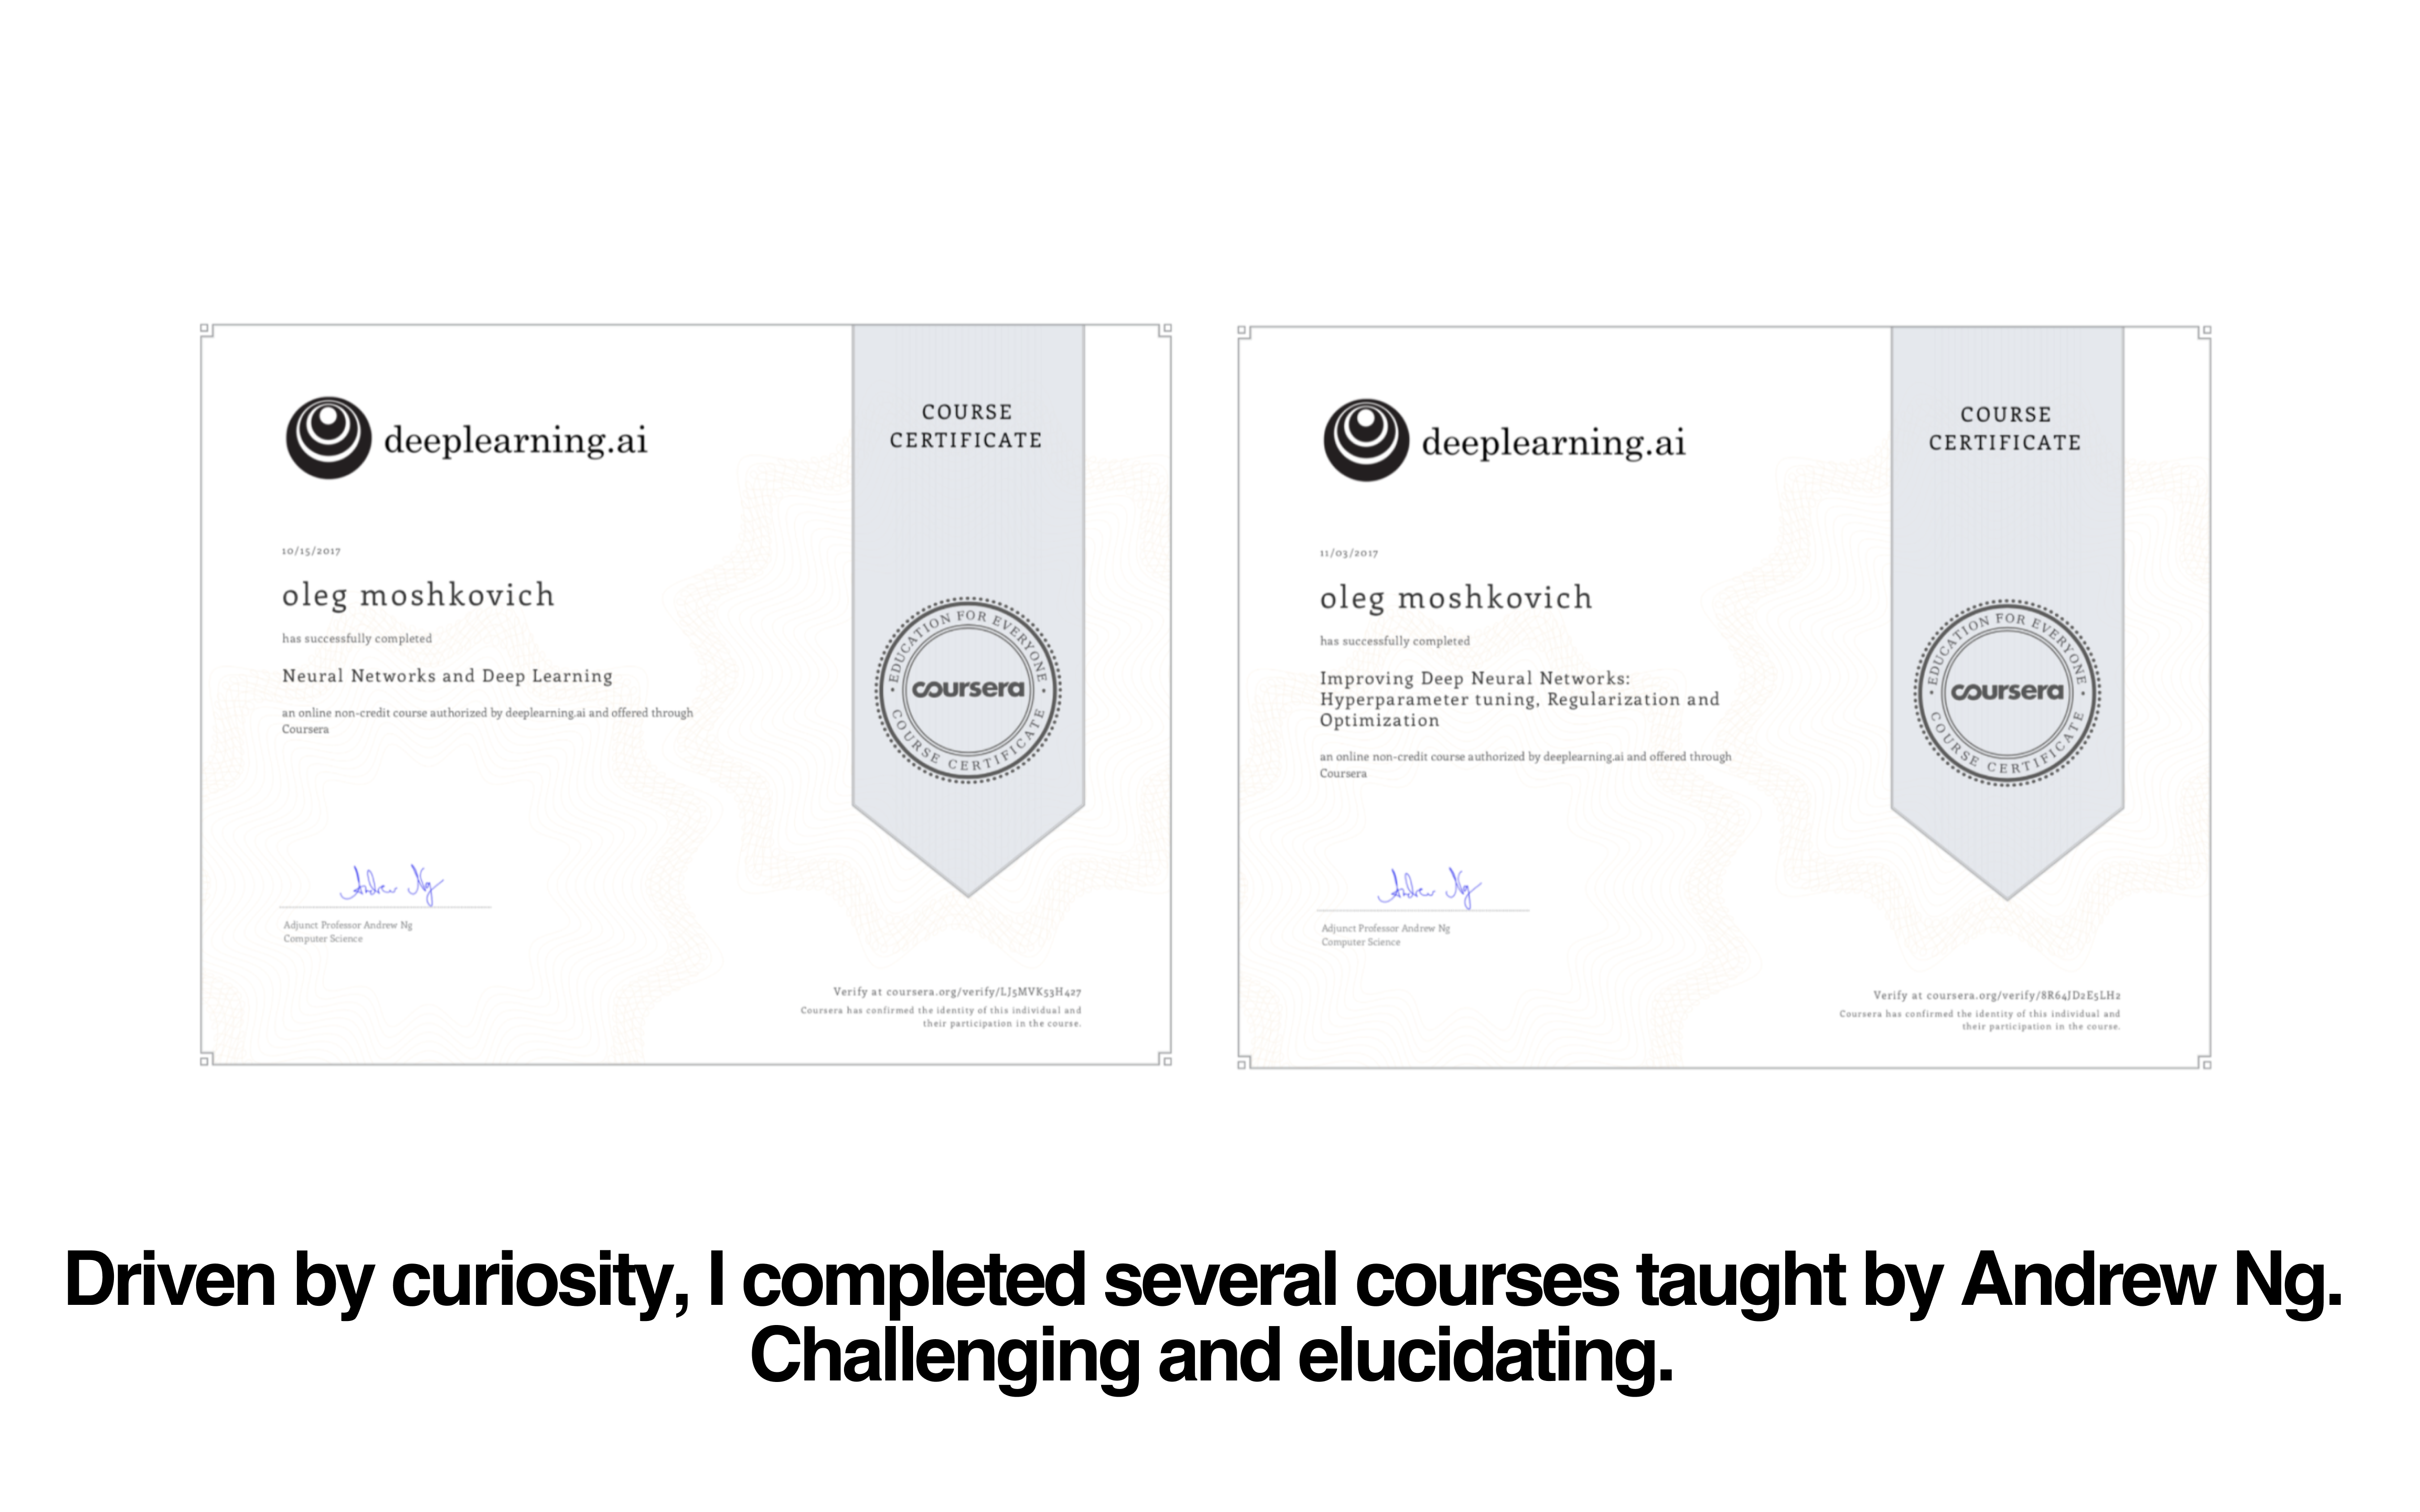 deeplearning.ai
COURSE
CERTIFICATE
10/15/2017
oleg moshkovich
has successfully completed
Neural Networks and Deep Learning
an online non-credit course authorized by deeplearning.ai and offered through
Coursera
EDUCATION FOR EVERYONE
coursera
COURSE CERTIFICATE
Andrew Ng
Adjunct Professor Andrew Ng
Computer Science
Verify at coursera.org/verify/LJ5MVK53H427
Coursera has confirmed the identity of this individual and
their participation in the course.
deeplearning.ai
COURSE
CERTIFICATE
11/03/2017
oleg moshkovich
has successfully completed
Improving Deep Neural Networks:
Hyperparameter tuning, Regularization and
Optimization
an online non-credit course authorized by deeplearning.ai and offered through
Coursera
EDUCATION FOR EVERYONE
coursera
COURSE CERTIFICATE
Andrew Ng
Adjunct Professor Andrew Ng
Computer Science
Verify at coursera.org/verify/8R64JD2E5LH2
Coursera has confirmed the identity of this individual and
their participation in the course.
Driven by curiosity, I completed several courses taught by Andrew Ng.
Challenging and elucidating.